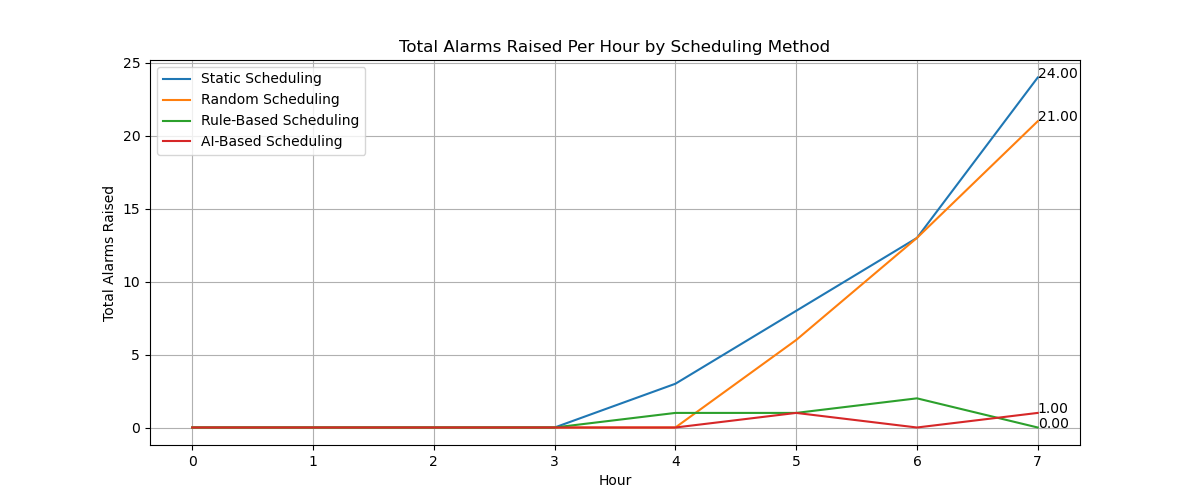 Total Alarms Raised Per Hour by Scheduling Method
Static Scheduling
Random Scheduling
Rule-Based Scheduling
AI-Based Scheduling
24.00
21.00
1.00
0.00
Total Alarms Raised
25
20
15
10
5
0
0 1 2 3 4 5 6 7
Hour